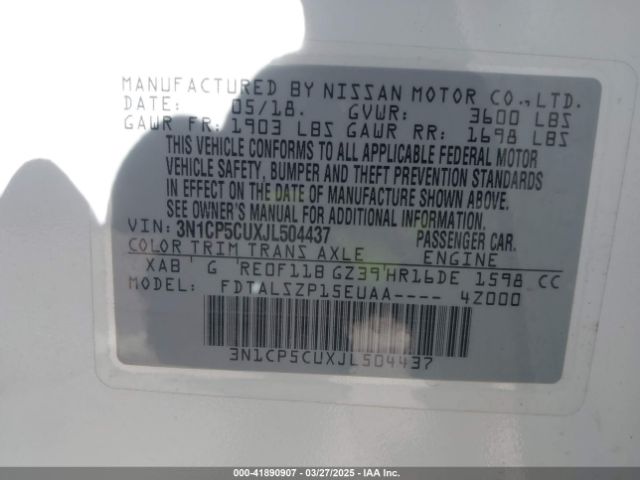 MANUFACTURED BY NISSAN MOTOR CO.,LTD.
DATE: 05/18. GVWR: 3600 LBS
GAWR FR: 1903 LBS GAWR RR: 1698 LBS
THIS VEHICLE CONFORMS TO ALL APPLICABLE FEDERAL MOTOR
VEHICLE SAFETY, BUMPER AND THEFT PREVENTION STANDARDS
IN EFFECT ON THE DATE OF MANUFACTURE SHOWN ABOVE.
SEE OWNER'S MANUAL FOR ADDITIONAL INFORMATION.
VIN: 3N1CP5CUXJL504437 PASSENGER CAR.
COLOR TRIM TRANS AXLE ENGINE
XAB G RE0F11B GZ39 HR16DE 1598 CC
MODEL: FDTALSZP15EUAA---- 4Z000
3N1CP5CUXJL504437
000-41890907 - 03/27/2025 - IAA Inc.